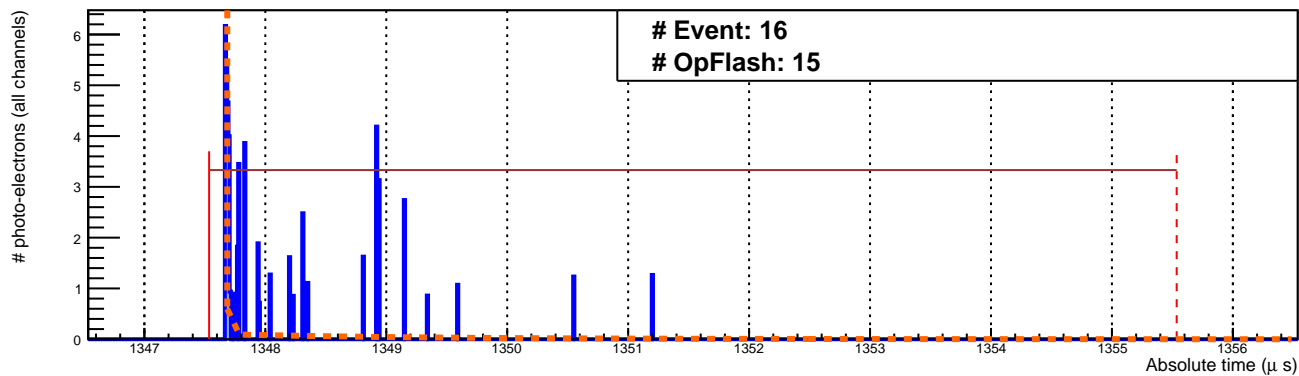 # Event: 16
# OpFlash: 15
# photo-electrons (all channels)
6
5
4
3
2
1
0
1347 1348 1349 1350 1351 1352 1353 1354 1355 1356
Absolute time (μ s)